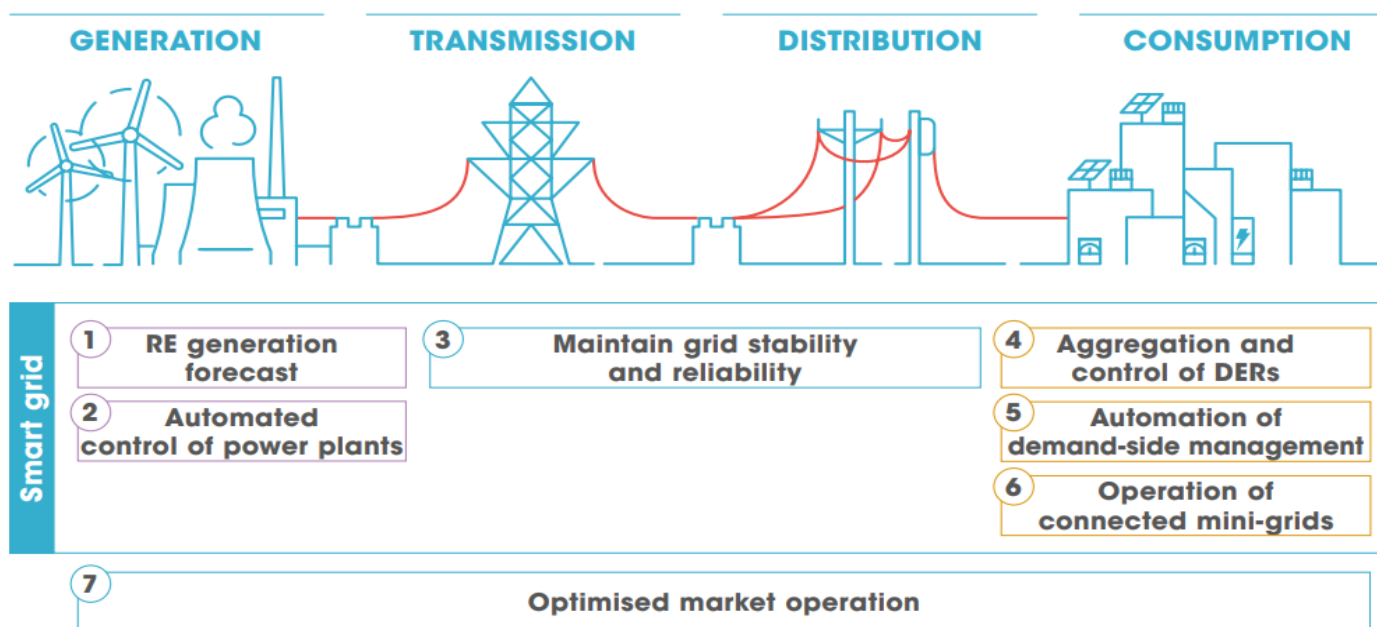 GENERATION
TRANSMISSION
DISTRIBUTION
CONSUMPTION
Smart grid
1
RE generation
forecast
2
Automated
control of power plants
3
Maintain grid stability
and reliability
4
Aggregation and
control of DERs
5
Automation of
demand-side management
6
Operation of
connected mini-grids
7
Optimised market operation